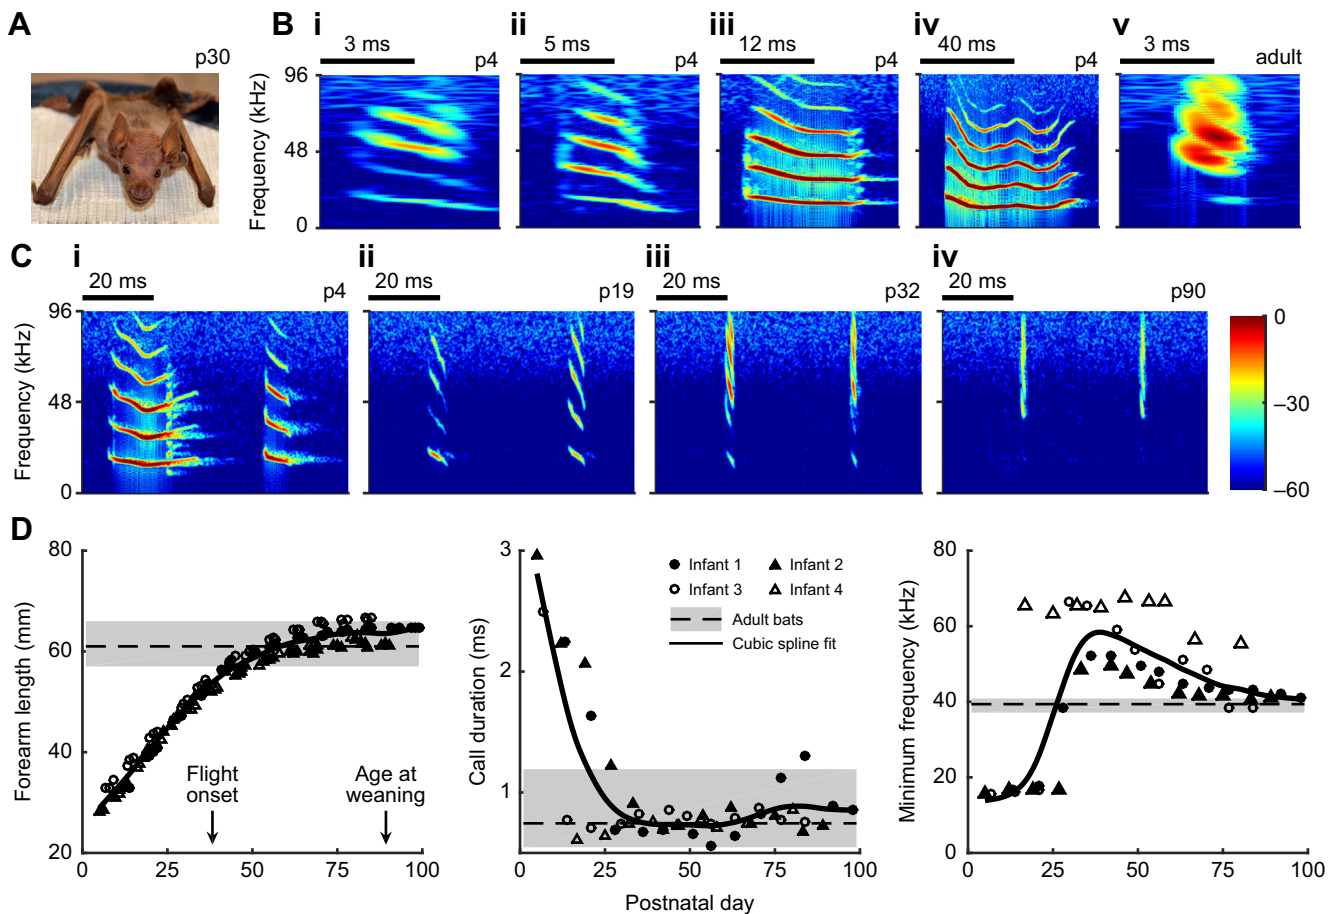 A
p30
B
i
3 ms
p4
ii
5 ms
p4
iii
12 ms
p4
iv
40 ms
p4
v
3 ms
adult
Frequency (kHz)
96
48
0
C
i
20 ms
p4
ii
20 ms
p19
iii
20 ms
p32
iv
20 ms
p90
Frequency (kHz)
96
48
0
0
–30
–60
D
Forearm length (mm)
80
60
40
20
Flight
onset
Age at
weaning
0 25 50 75 100
Call duration (ms)
3
2
1
Infant 1
Infant 2
Infant 3
Infant 4
Adult bats
Cubic spline fit
0 25 50 75 100
Minimum frequency (kHz)
80
60
40
20
0
0 25 50 75 100
Postnatal day